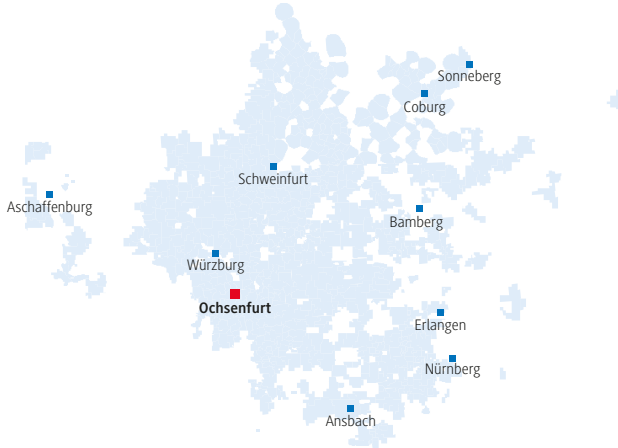 Sonneberg
Coburg
Schweinfurt
Aschaffenburg
Bamberg
Würzburg
Ochsenfurt
Erlangen
Nürnberg
Ansbach